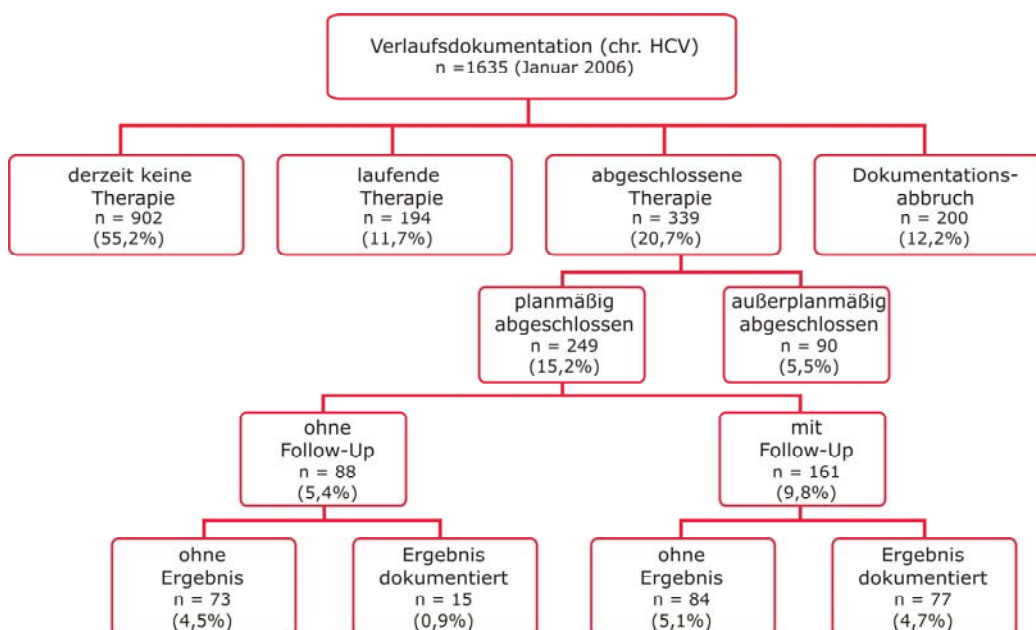 Verlaufsdokumentation (chr. HCV)
n =1635 (Januar 2006)
derzeit keine
Therapie
n = 902
(55,2%)
laufende
Therapie
n = 194
(11,7%)
abgeschlossene
Therapie
n = 339
(20,7%)
Dokumentations-
abbruch
n = 200
(12,2%)
planmäßig
abgeschlossen
n = 249
(15,2%)
außerplanmäßig
abgeschlossen
n = 90
(5,5%)
ohne
Follow-Up
n = 88
(5,4%)
mit
Follow-Up
n = 161
(9,8%)
ohne
Ergebnis
n = 73
(4,5%)
Ergebnis
dokumentiert
n = 15
(0,9%)
ohne
Ergebnis
n = 84
(5,1%)
Ergebnis
dokumentiert
n = 77
(4,7%)